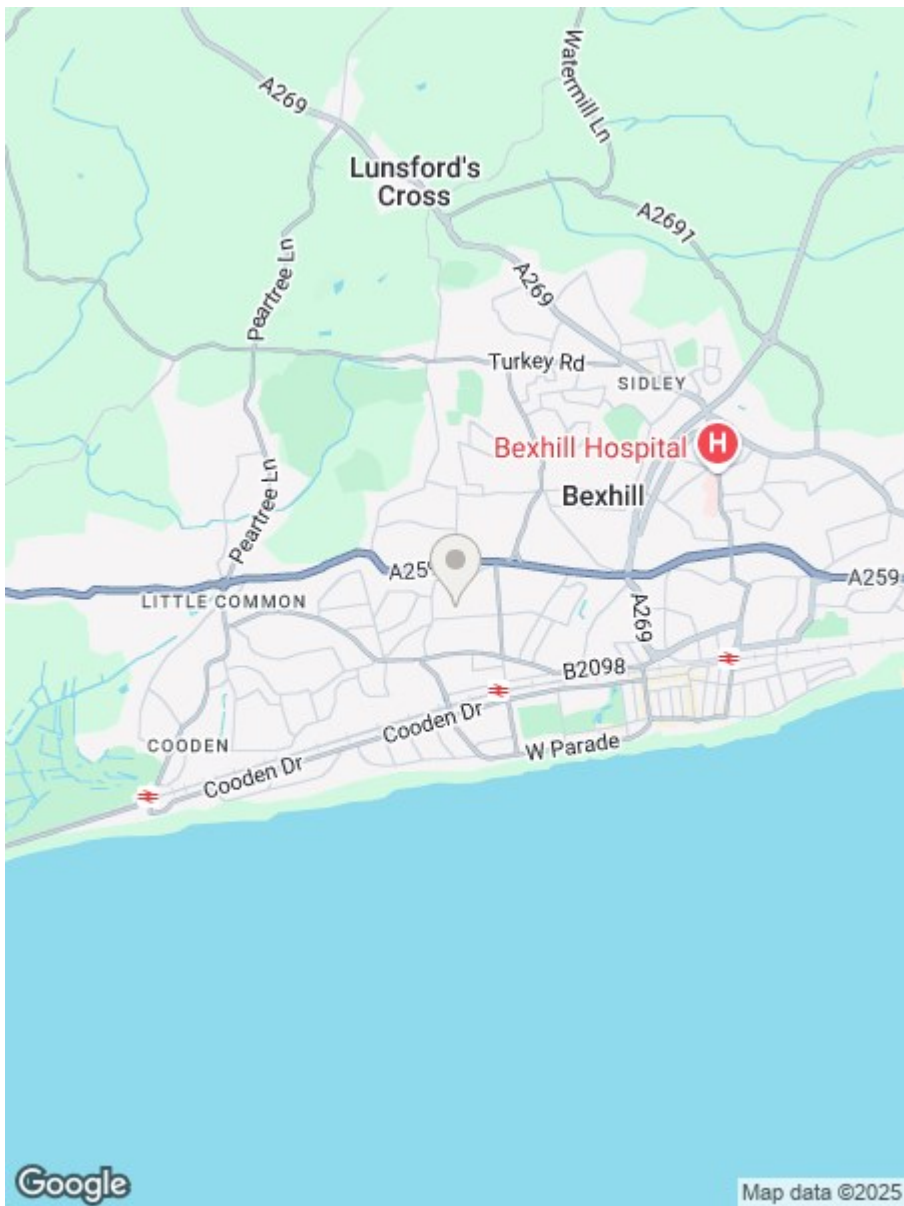 A269
Watermill Ln
Lunsford's
Cross
A2691
Peartree Ln
A269
Turkey Rd
SIDLEY
H
Bexhill Hospital
Bexhill
Peartree Ln
A259
LITTLE COMMON
A269
B2098
Cooden Dr
W Parade
COODEN
Cooden Dr
Google
Map data ©2025